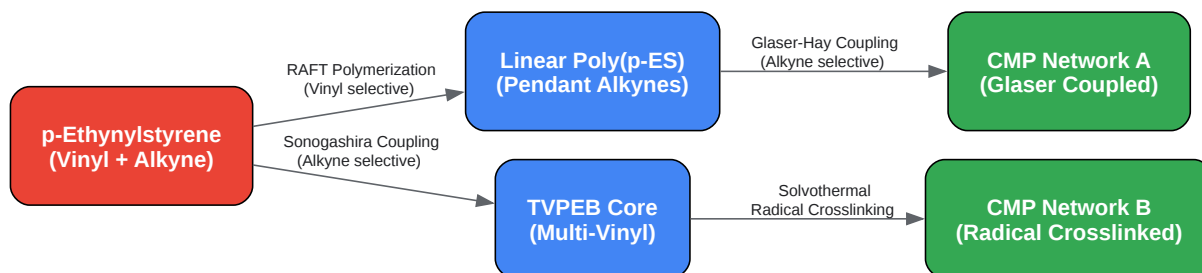 p-Ethynylstyrene
(Vinyl + Alkyne)
RAFT Polymerization
(Vinyl selective)
Sonogashira Coupling
(Alkyne selective)
Linear Poly(p-ES)
(Pendant Alkynes)
Glaser-Hay Coupling
(Alkyne selective)
CMP Network A
(Glaser Coupled)
TVPEB Core
(Multi-Vinyl)
Solvothermal
Radical Crosslinking
CMP Network B
(Radical Crosslinked)